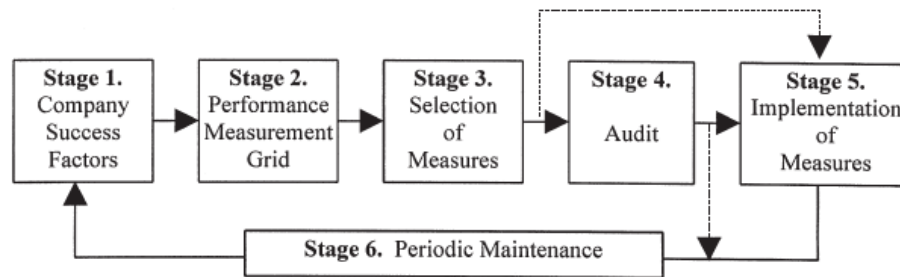 Stage 1.
Company
Success
Factors
Stage 2.
Performance
Measurement
Grid
Stage 3.
Selection
of
Measures
Stage 4.
Audit
Stage 5.
Implementation
of
Measures
Stage 6. Periodic Maintenance